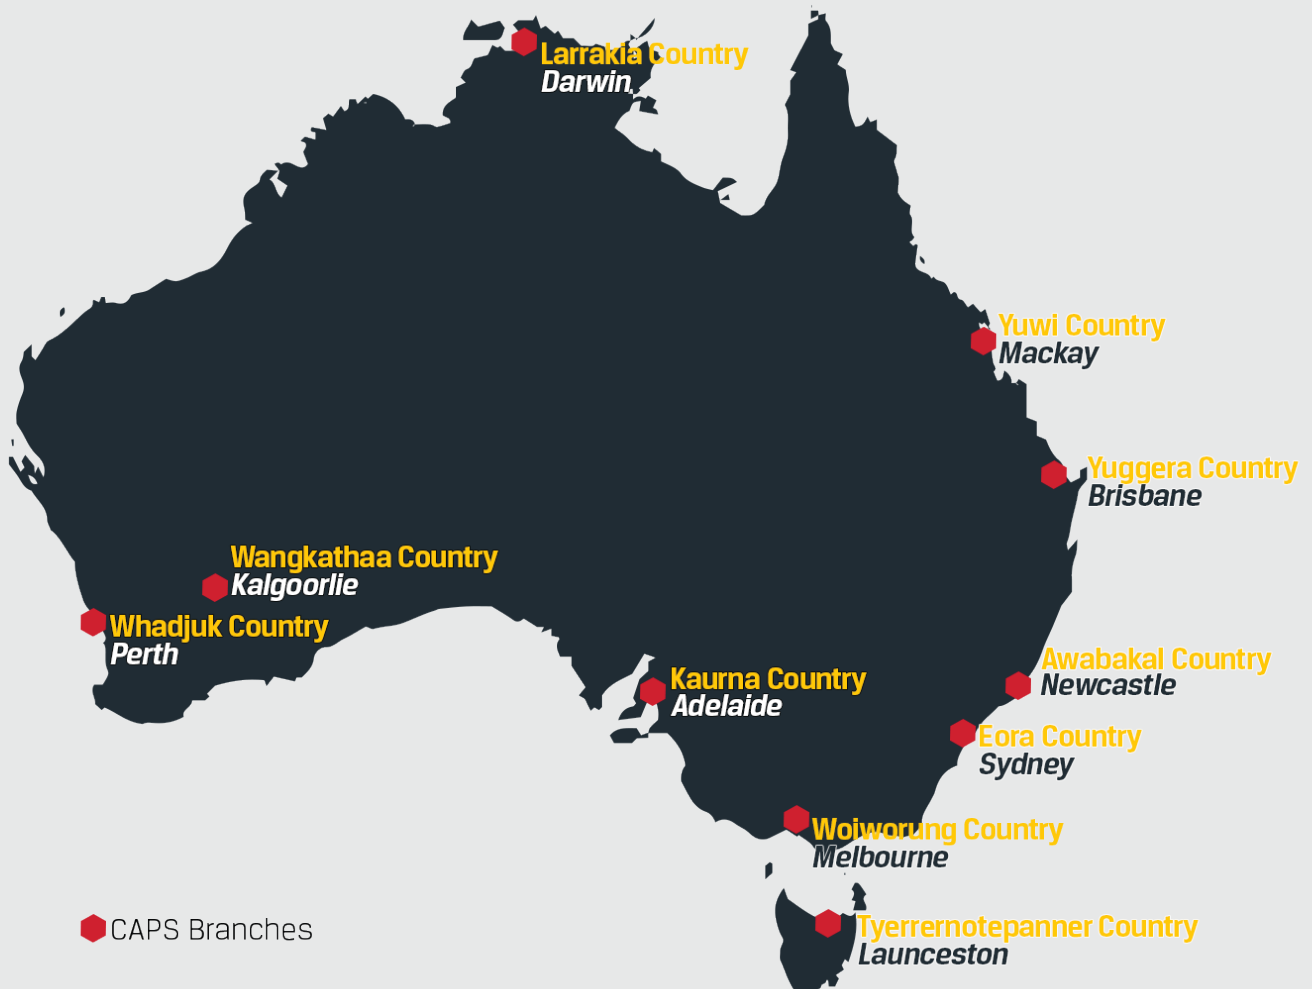 Larrakia Country
Darwin
Yuwi Country
Mackay
Yuggera Country
Brisbane
Wangkathaa Country
Kalgoorlie
Whadjuk Country
Perth
Awabakal Country
Newcastle
Kaurna Country
Adelaide
Eora Country
Sydney
Woiworung Country
Melbourne
Tyerrernotepanner Country
Launceston
CAPS Branches